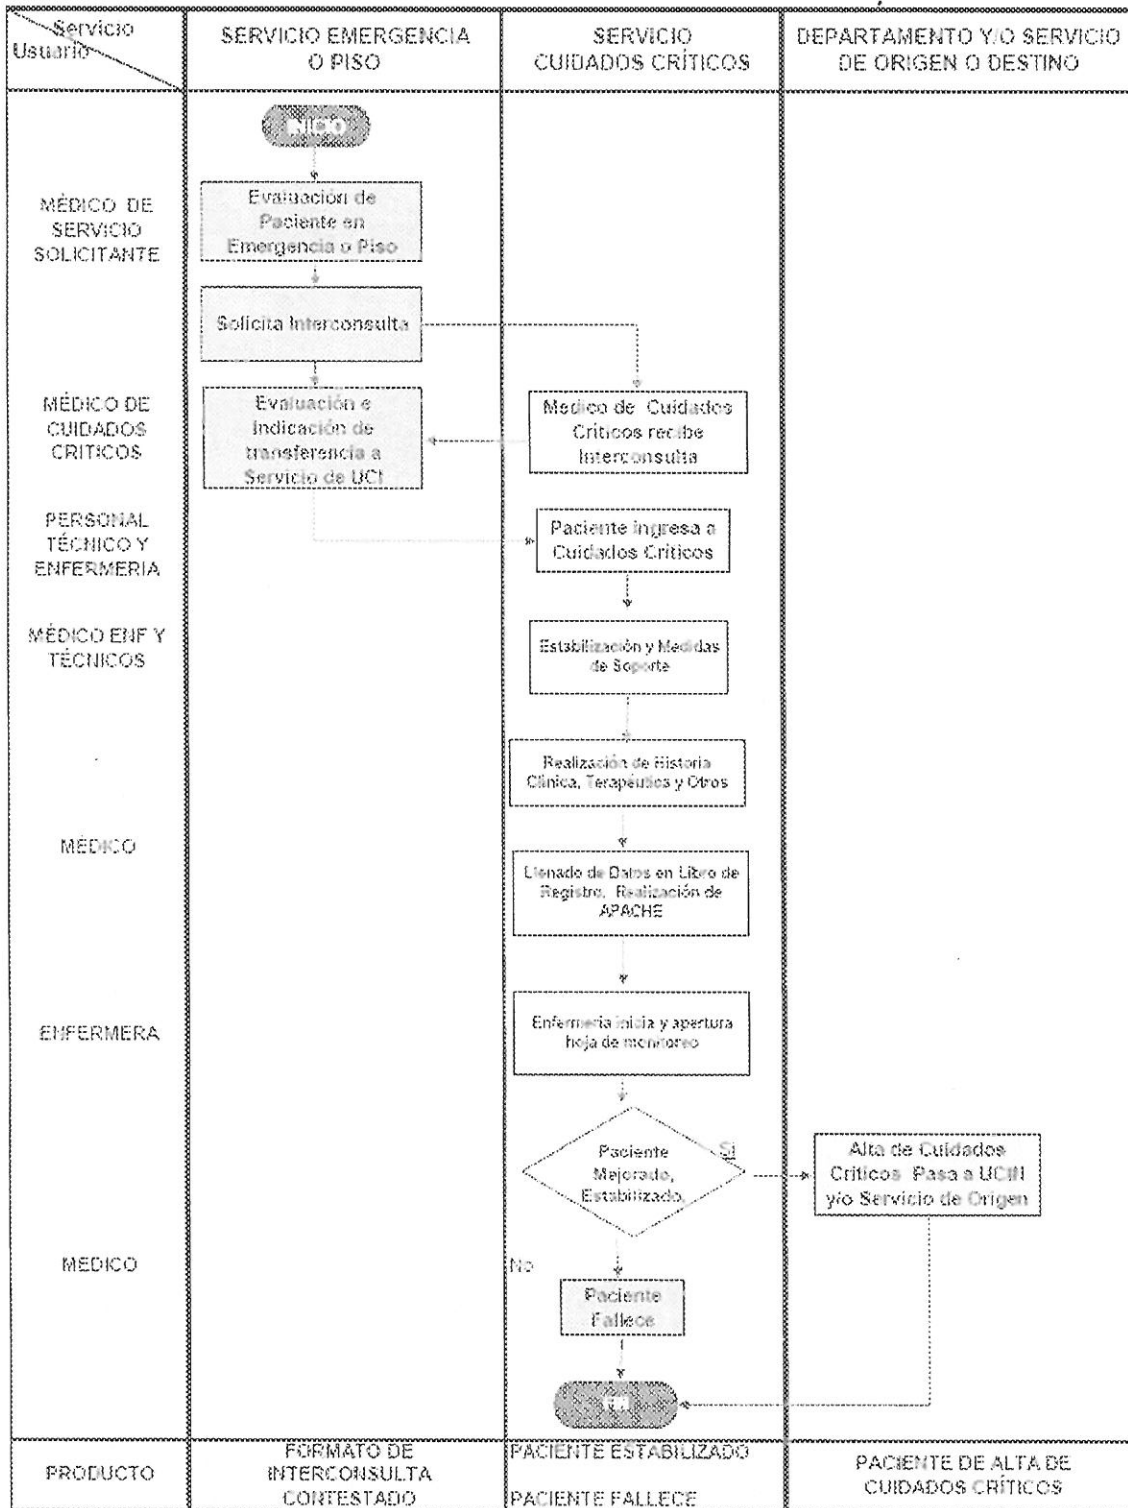 Servicio
Usuario
SERVICIO EMERGENCIA
O PISO
SERVICIO
CUIDADOS CRÍTICOS
DEPARTAMENTO Y/O SERVICIO
DE ORIGEN O DESTINO
INICIO
MÉDICO DE
SERVICIO
SOLICITANTE
Evaluación de
Paciente en
Emergencia o Piso
Solicita Interconsulta
MÉDICO DE
CUIDADOS
CRITICOS
Evaluación e
Indicación de
transferencia a
Servicio de UCI
Medico de Cuidados
Críticos recibe
Interconsulta
PERSONAL
TÉCNICO Y
ENFERMERIA
Paciente ingresa a
Cuidados Críticos
MÉDICO ENF Y
TÉCNICOS
Estabilización y Medidas
de Soporte
Realización de Historia
Clínica, Terapéutica y Otros
MÉDICO
Llenado de Datos en Libro de
Registro. Realización de
APACHE
ENFERMERA
Enfermería inicia y apertura
hoja de monitoreo
Paciente
Mejorado,
Estabilizado.
Si
Alta de Cuidados
Críticos Pasa a UCIN
y/o Servicio de Origen
MEDICO
No
Paciente
Fallece
FIN
PRODUCTO
FORMATO DE
INTERCONSULTA
CONTESTADO
PACIENTE ESTABILIZADO
PACIENTE FALLECE
PACIENTE DE ALTA DE
CUIDADOS CRÍTICOS